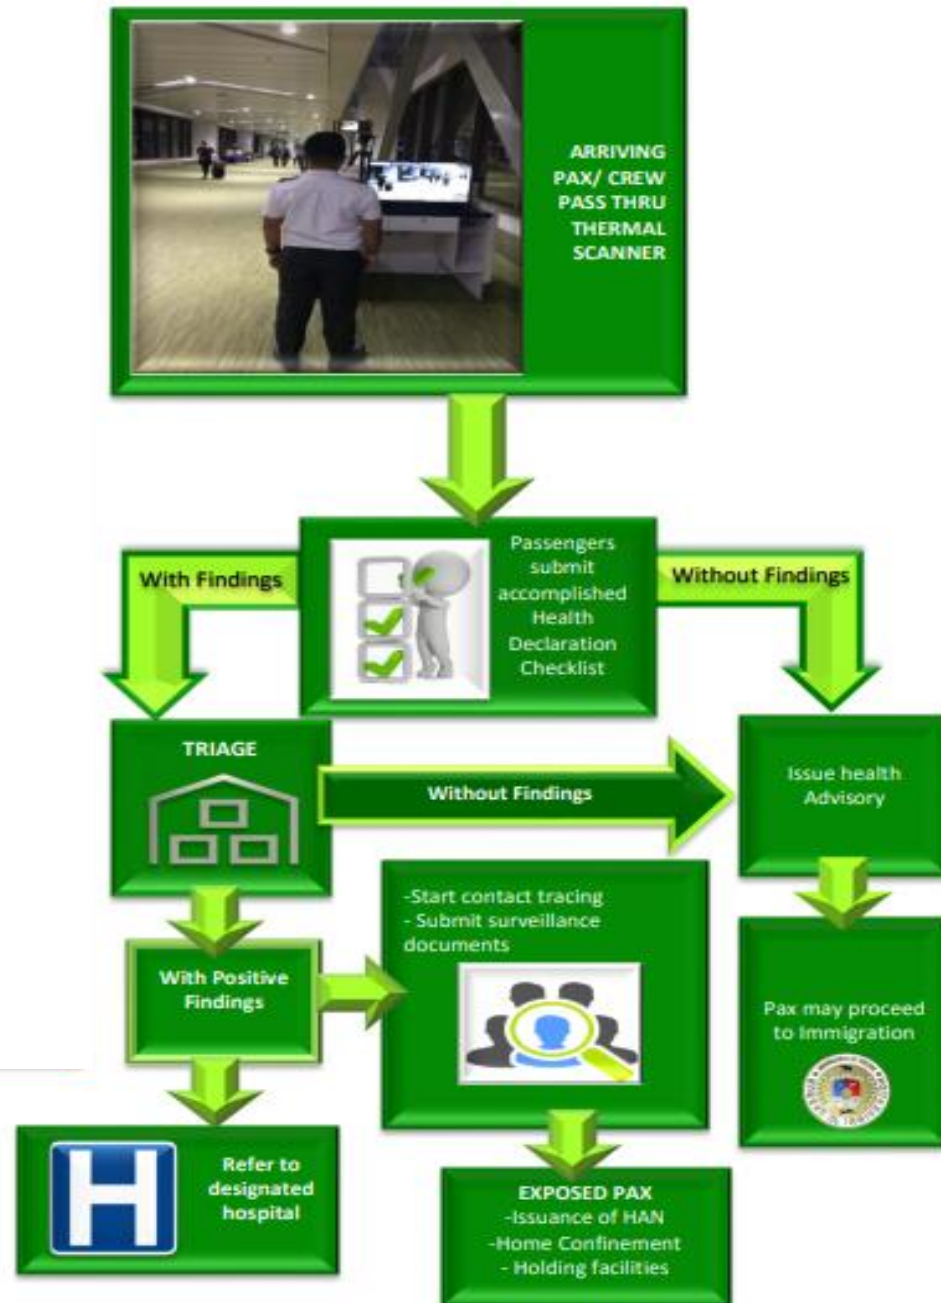 ARRIVING
PAX/ CREW
PASS THRU
THERMAL
SCANNER
Passengers
submit
accomplished
Health
Declaration
Checklist
With Findings
Without Findings
TRIAGE
Without Findings
Issue health
Advisory
-Start contact tracing
- Submit surveillance
documents
With Positive
Findings
Pax may proceed
to Immigration
Refer to
designated
hospital
H
EXPOSED PAX
-Issuance of HAN
-Home Confinement
- Holding facilities